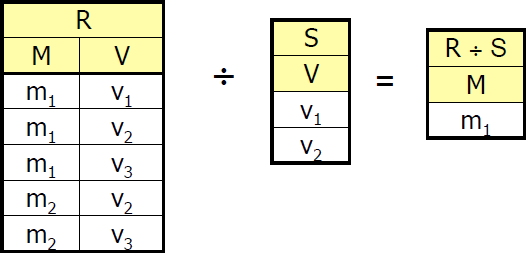 R
M V
m1 v1
m1 v2
m1 v3
m2 v2
m2 v3
÷
S
V
v1
v2
=
R ÷ S
M
m1